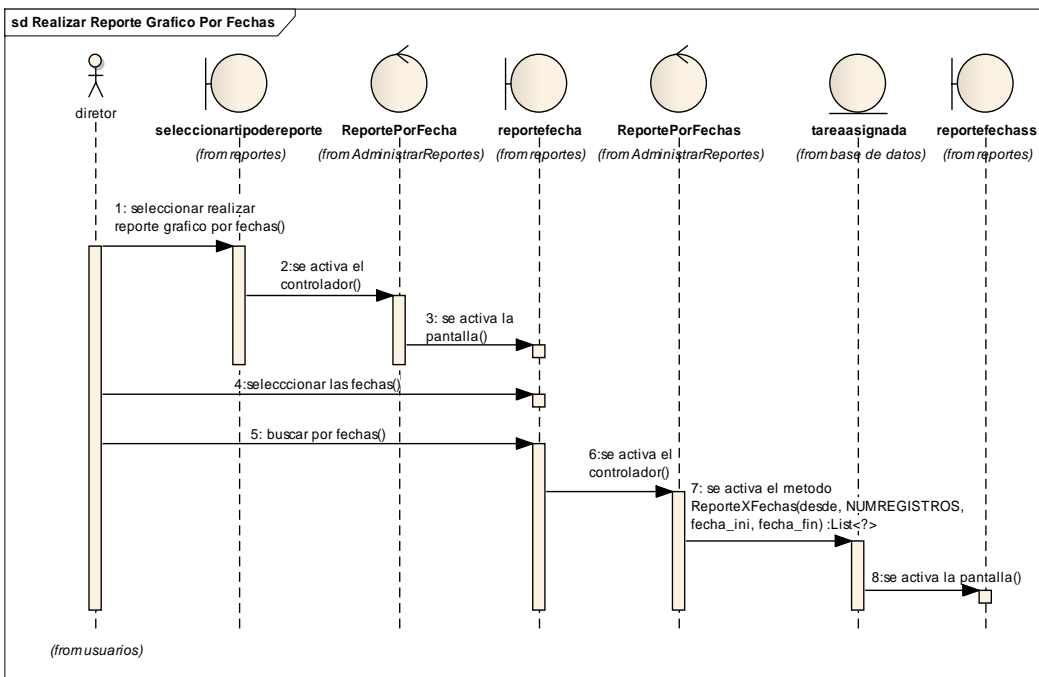 sd Realizar Reporte Grafico Por Fechas
diretor
seleccionartipodereporte
(from reportes)
ReportePorFecha
(from AdministrarReportes)
reportefecha
(from reportes)
ReportePorFechas
(from AdministrarReportes)
tareaasignada
(from base de datos)
reportefechass
(from reportes)
1: seleccionar realizar
reporte grafico por fechas()
2:se activa el
controlador()
3: se activa la
pantalla()
4:selecccionar las fechas()
5: buscar por fechas()
6:se activa el
controlador()
7: se activa el metodo
ReporteXFechas(desde, NUMREGISTROS,
fecha_ini, fecha_fin) :List<?>
8:se activa la pantalla()
(from usuarios)